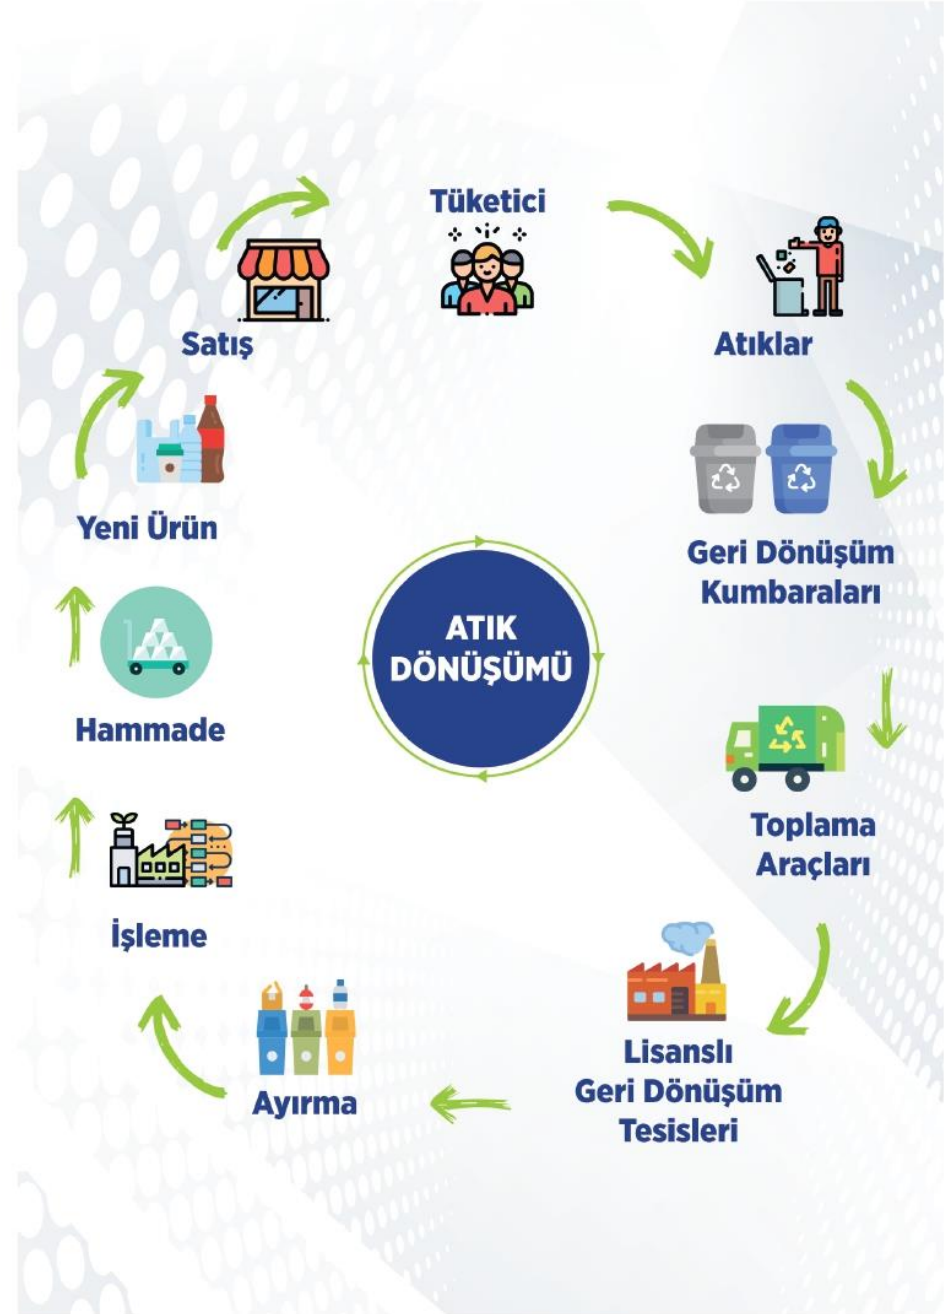 Tüketici
Atıklar
Geri Dönüşüm
Kumbaraları
Toplama
Araçları
Lisanslı
Geri Dönüşüm
Tesisleri
Ayırma
İşleme
Hammade
Yeni Ürün
Satış
ATIK
DÖNÜŞÜMÜ